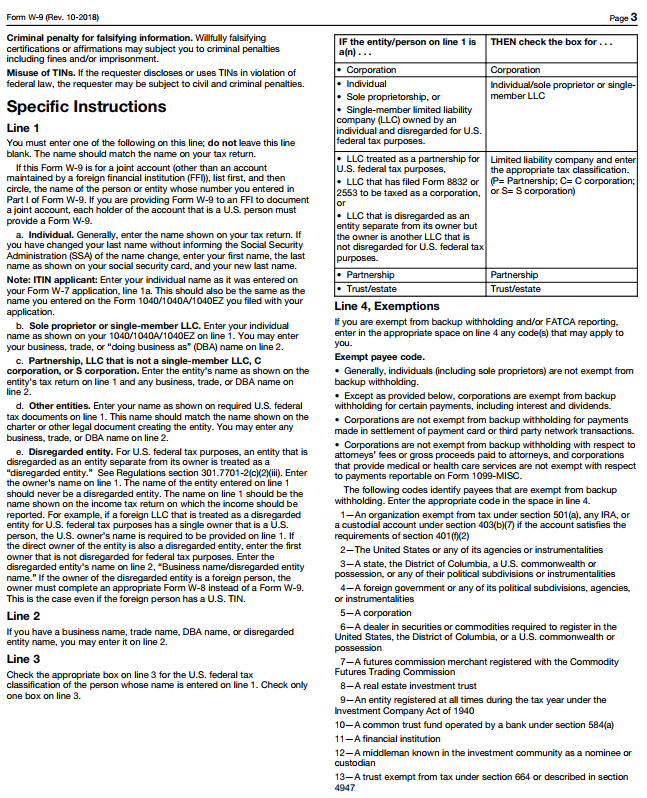 Form W-9 (Rev. 10-2018)
Page 3
Criminal penalty for falsifying information. Willfully falsifying
certifications or affirmations may subject you to criminal penalties
including fines and/or imprisonment.
Misuse of TINs. If the requester discloses or uses TINs in violation of
federal law, the requester may be subject to civil and criminal penalties.
Specific Instructions
Line 1
You must enter one of the following on this line; do not leave this line
blank. The name should match the name on your tax return.
If this Form W-9 is for a joint account (other than an account
maintained by a foreign financial institution (FFI)), list first, and then
circle, the name of the person or entity whose number you entered in
Part I of Form W-9. If you are providing Form W-9 to an FFI to document
a joint account, each holder of the account that is a U.S. person must
provide a Form W-9.
a. Individual. Generally, enter the name shown on your tax return. If
you have changed your last name without informing the Social Security
Administration (SSA) of the name change, enter your first name, the last
name as shown on your social security card, and your new last name.
Note: ITIN applicant: Enter your individual name as it was entered on
your Form W-7 application, line 1a. This should also be the same as the
name you entered on the Form 1040/1040A/1040EZ you filed with your
application.
b. Sole proprietor or single-member LLC. Enter your individual
name as shown on your 1040/1040A/1040EZ on line 1. You may enter
your business, trade, or “doing business as” (DBA) name on line 2.
c. Partnership, LLC that is not a single-member LLC, C
corporation, or S corporation. Enter the entity's name as shown on the
entity's tax return on line 1 and any business, trade, or DBA name on
line 2.
d. Other entities. Enter your name as shown on required U.S. federal
tax documents on line 1. This name should match the name shown on the
charter or other legal document creating the entity. You may enter any
business, trade, or DBA name on line 2.
e. Disregarded entity. For U.S. federal tax purposes, an entity that is
disregarded as an entity separate from its owner is treated as a
“disregarded entity.” See Regulations section 301.7701-2(c)(2)(iii). Enter
the owner's name on line 1. The name of the entity entered on line 1
should never be a disregarded entity. The name on line 1 should be the
name shown on the income tax return on which the income should be
reported. For example, if a foreign LLC that is treated as a disregarded
entity for U.S. federal tax purposes has a single owner that is a U.S.
person, the U.S. owner's name is required to be provided on line 1. If
the direct owner of the entity is also a disregarded entity, enter the first
owner that is not disregarded for federal tax purposes. Enter the
disregarded entity's name on line 2, “Business name/disregarded entity
name.” If the owner of the disregarded entity is a foreign person, the
owner must complete an appropriate Form W-8 instead of a Form W-9.
This is the case even if the foreign person has a U.S. TIN.
Line 2
If you have a business name, trade name, DBA name, or disregarded
entity name, you may enter it on line 2.
Line 3
Check the appropriate box on line 3 for the U.S. federal tax
classification of the person whose name is entered on line 1. Check only
one box on line 3.
IF the entity/person on line 1 is
a(n) . . .
THEN check the box for . . .
• Corporation
Corporation
• Individual
• Sole proprietorship, or
• Single-member limited liability
company (LLC) owned by an
individual and disregarded for U.S.
federal tax purposes.
Individual/sole proprietor or single-
member LLC
• LLC treated as a partnership for
U.S. federal tax purposes,
• LLC that has filed Form 8832 or
2553 to be taxed as a corporation,
or
• LLC that is disregarded as an
entity separate from its owner but
the owner is another LLC that is
not disregarded for U.S. federal tax
purposes.
Limited liability company and enter
the appropriate tax classification.
(P= Partnership; C= C corporation;
or S= S corporation)
• Partnership
Partnership
• Trust/estate
Trust/estate
Line 4, Exemptions
If you are exempt from backup withholding and/or FATCA reporting,
enter in the appropriate space on line 4 any code(s) that may apply to
you.
Exempt payee code.
• Generally, individuals (including sole proprietors) are not exempt from
backup withholding.
• Except as provided below, corporations are exempt from backup
withholding for certain payments, including interest and dividends.
• Corporations are not exempt from backup withholding for payments
made in settlement of payment card or third party network transactions.
• Corporations are not exempt from backup withholding with respect to
attorneys' fees or gross proceeds paid to attorneys, and corporations
that provide medical or health care services are not exempt with respect
to payments reportable on Form 1099-MISC.
The following codes identify payees that are exempt from backup
withholding. Enter the appropriate code in the space in line 4.
1—An organization exempt from tax under section 501(a), any IRA, or
a custodial account under section 403(b)(7) if the account satisfies the
requirements of section 401(f)(2)
2—The United States or any of its agencies or instrumentalities
3—A state, the District of Columbia, a U.S. commonwealth or
possession, or any of their political subdivisions or instrumentalities
4—A foreign government or any of its political subdivisions, agencies,
or instrumentalities
5—A corporation
6—A dealer in securities or commodities required to register in the
United States, the District of Columbia, or a U.S. commonwealth or
possession
7—A futures commission merchant registered with the Commodity
Futures Trading Commission
8—A real estate investment trust
9—An entity registered at all times during the tax year under the
Investment Company Act of 1940
10—A common trust fund operated by a bank under section 584(a)
11—A financial institution
12—A middleman known in the investment community as a nominee or
custodian
13—A trust exempt from tax under section 664 or described in section
4947